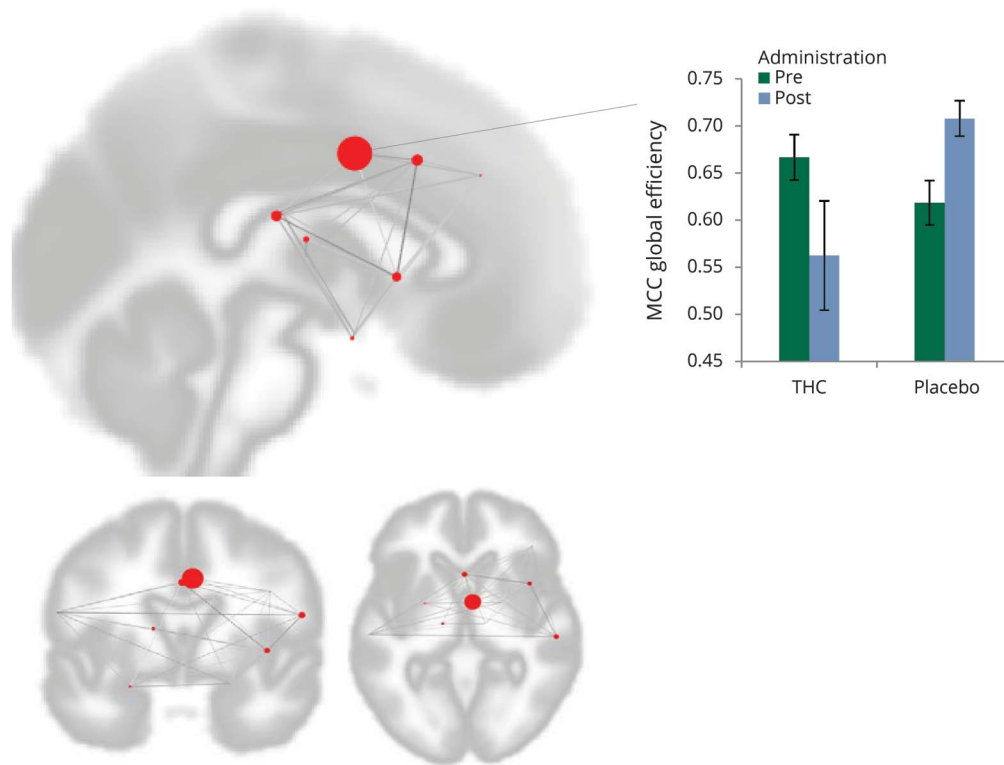 Administration
Pre
Post
MCC global efficiency
0.75
0.70
0.65
0.60
0.55
0.50
0.45
THC
Placebo